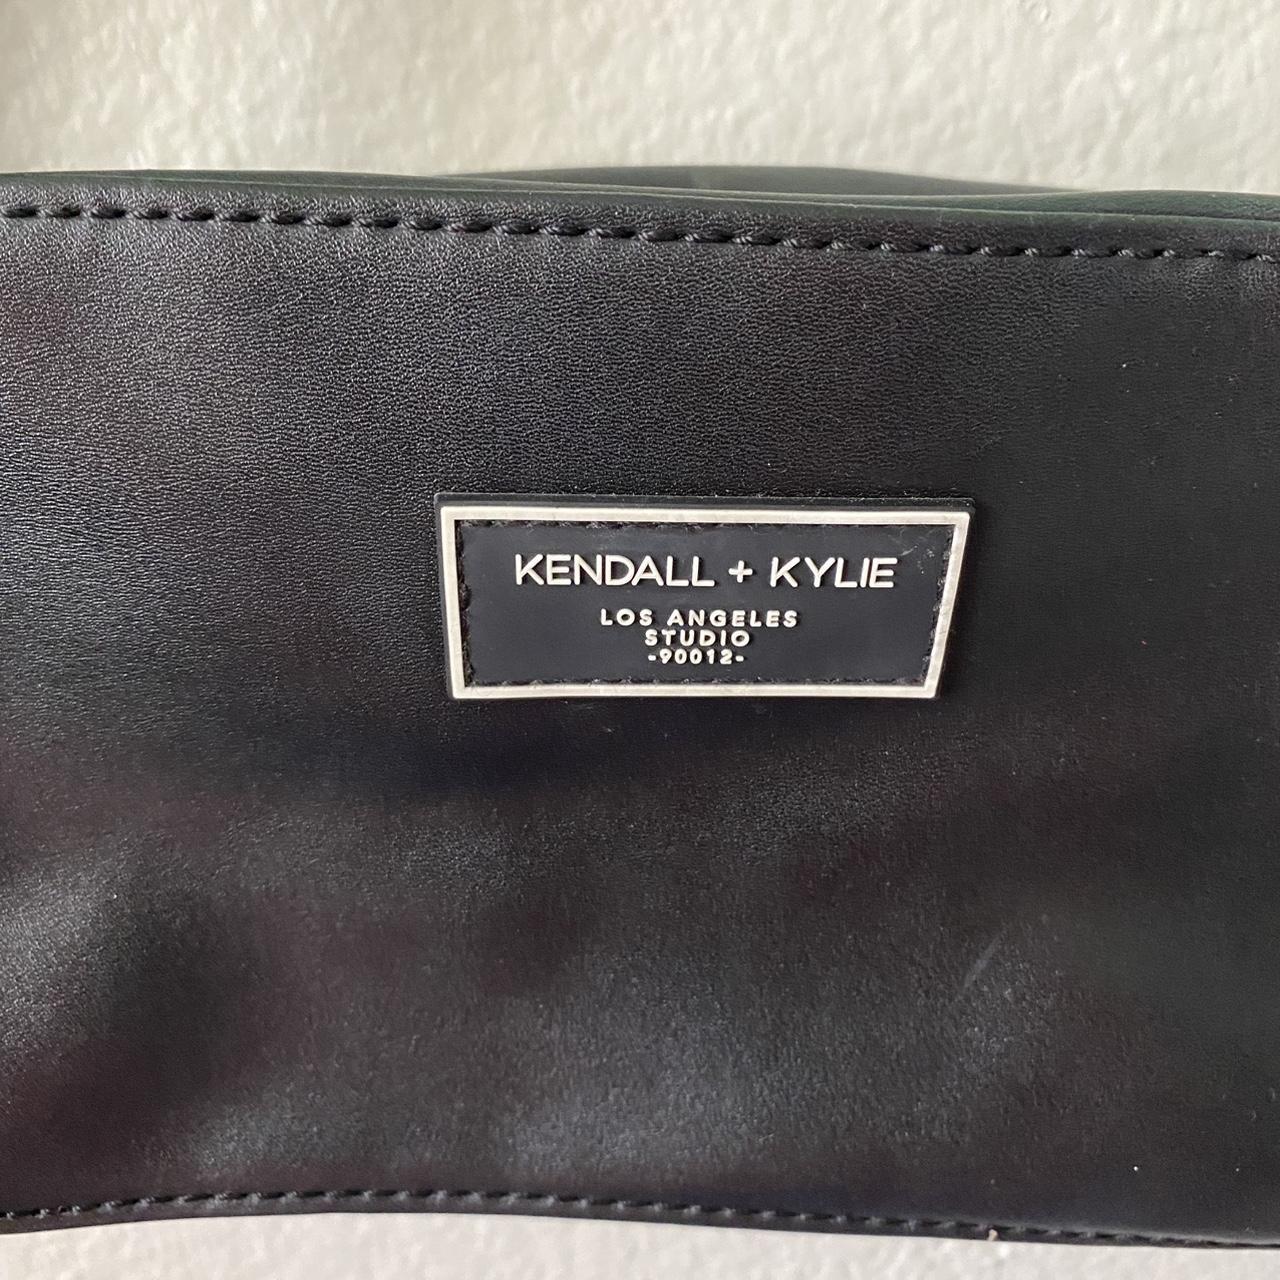 KENDALL + KYLIE
LOS ANGELES
STUDIO
-90012-